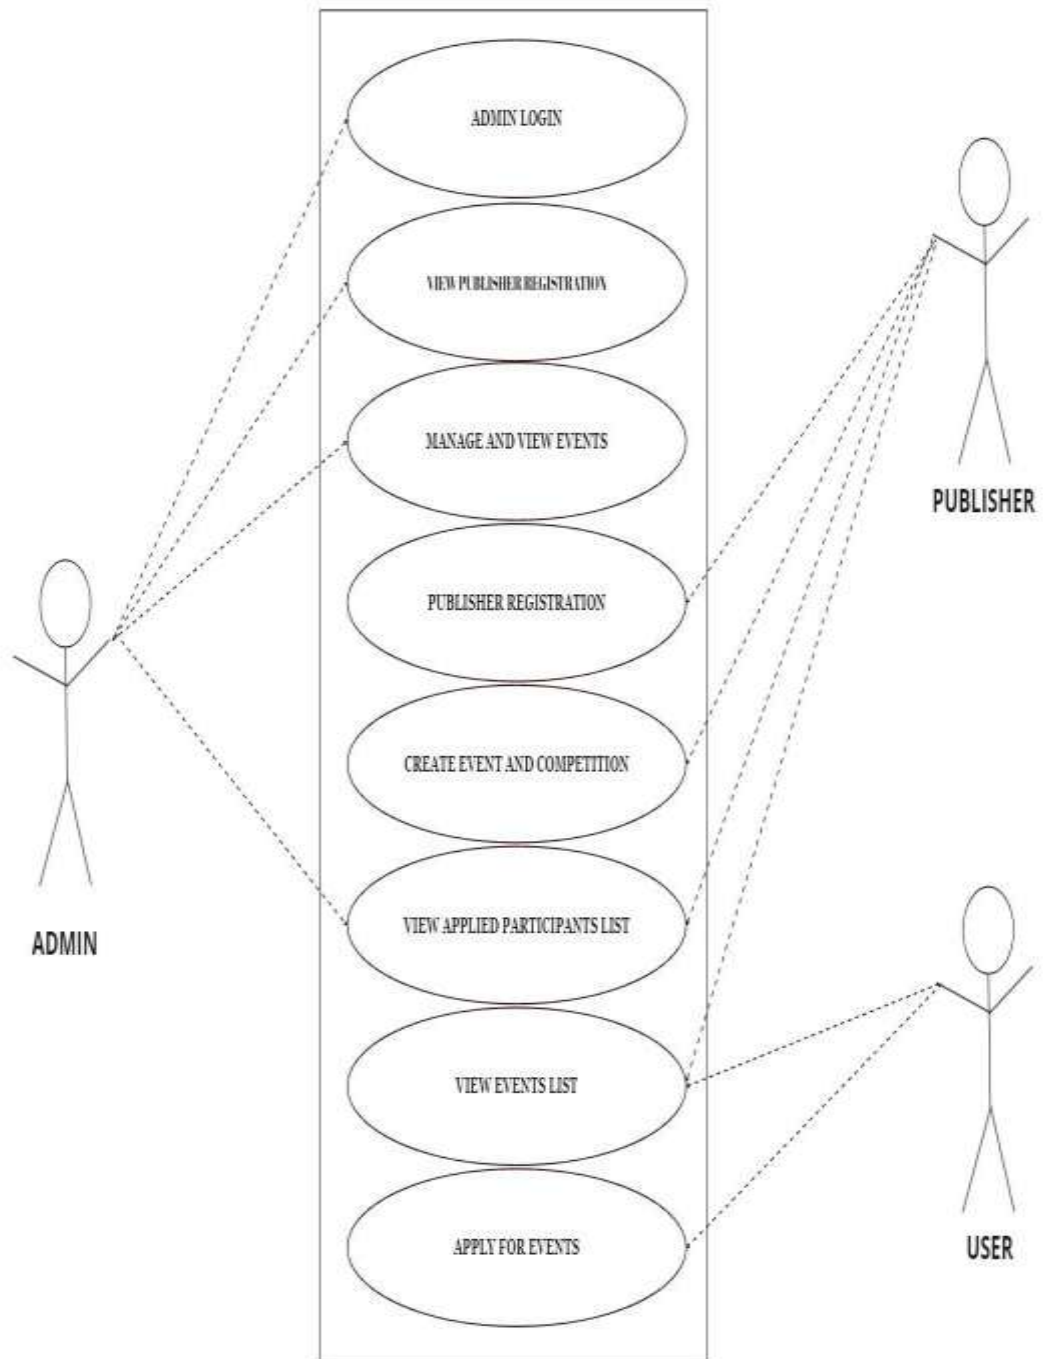 ADMIN LOGIN
VIEW PUBLISHER REGISTRATION
MANAGE AND VIEW EVENTS
PUBLISHER
PUBLISHER REGISTRATION
CREATE EVENT AND COMPETITION
VIEW APPLIED PARTICIPANTS LIST
ADMIN
VIEW EVENTS LIST
APPLY FOR EVENTS
USER